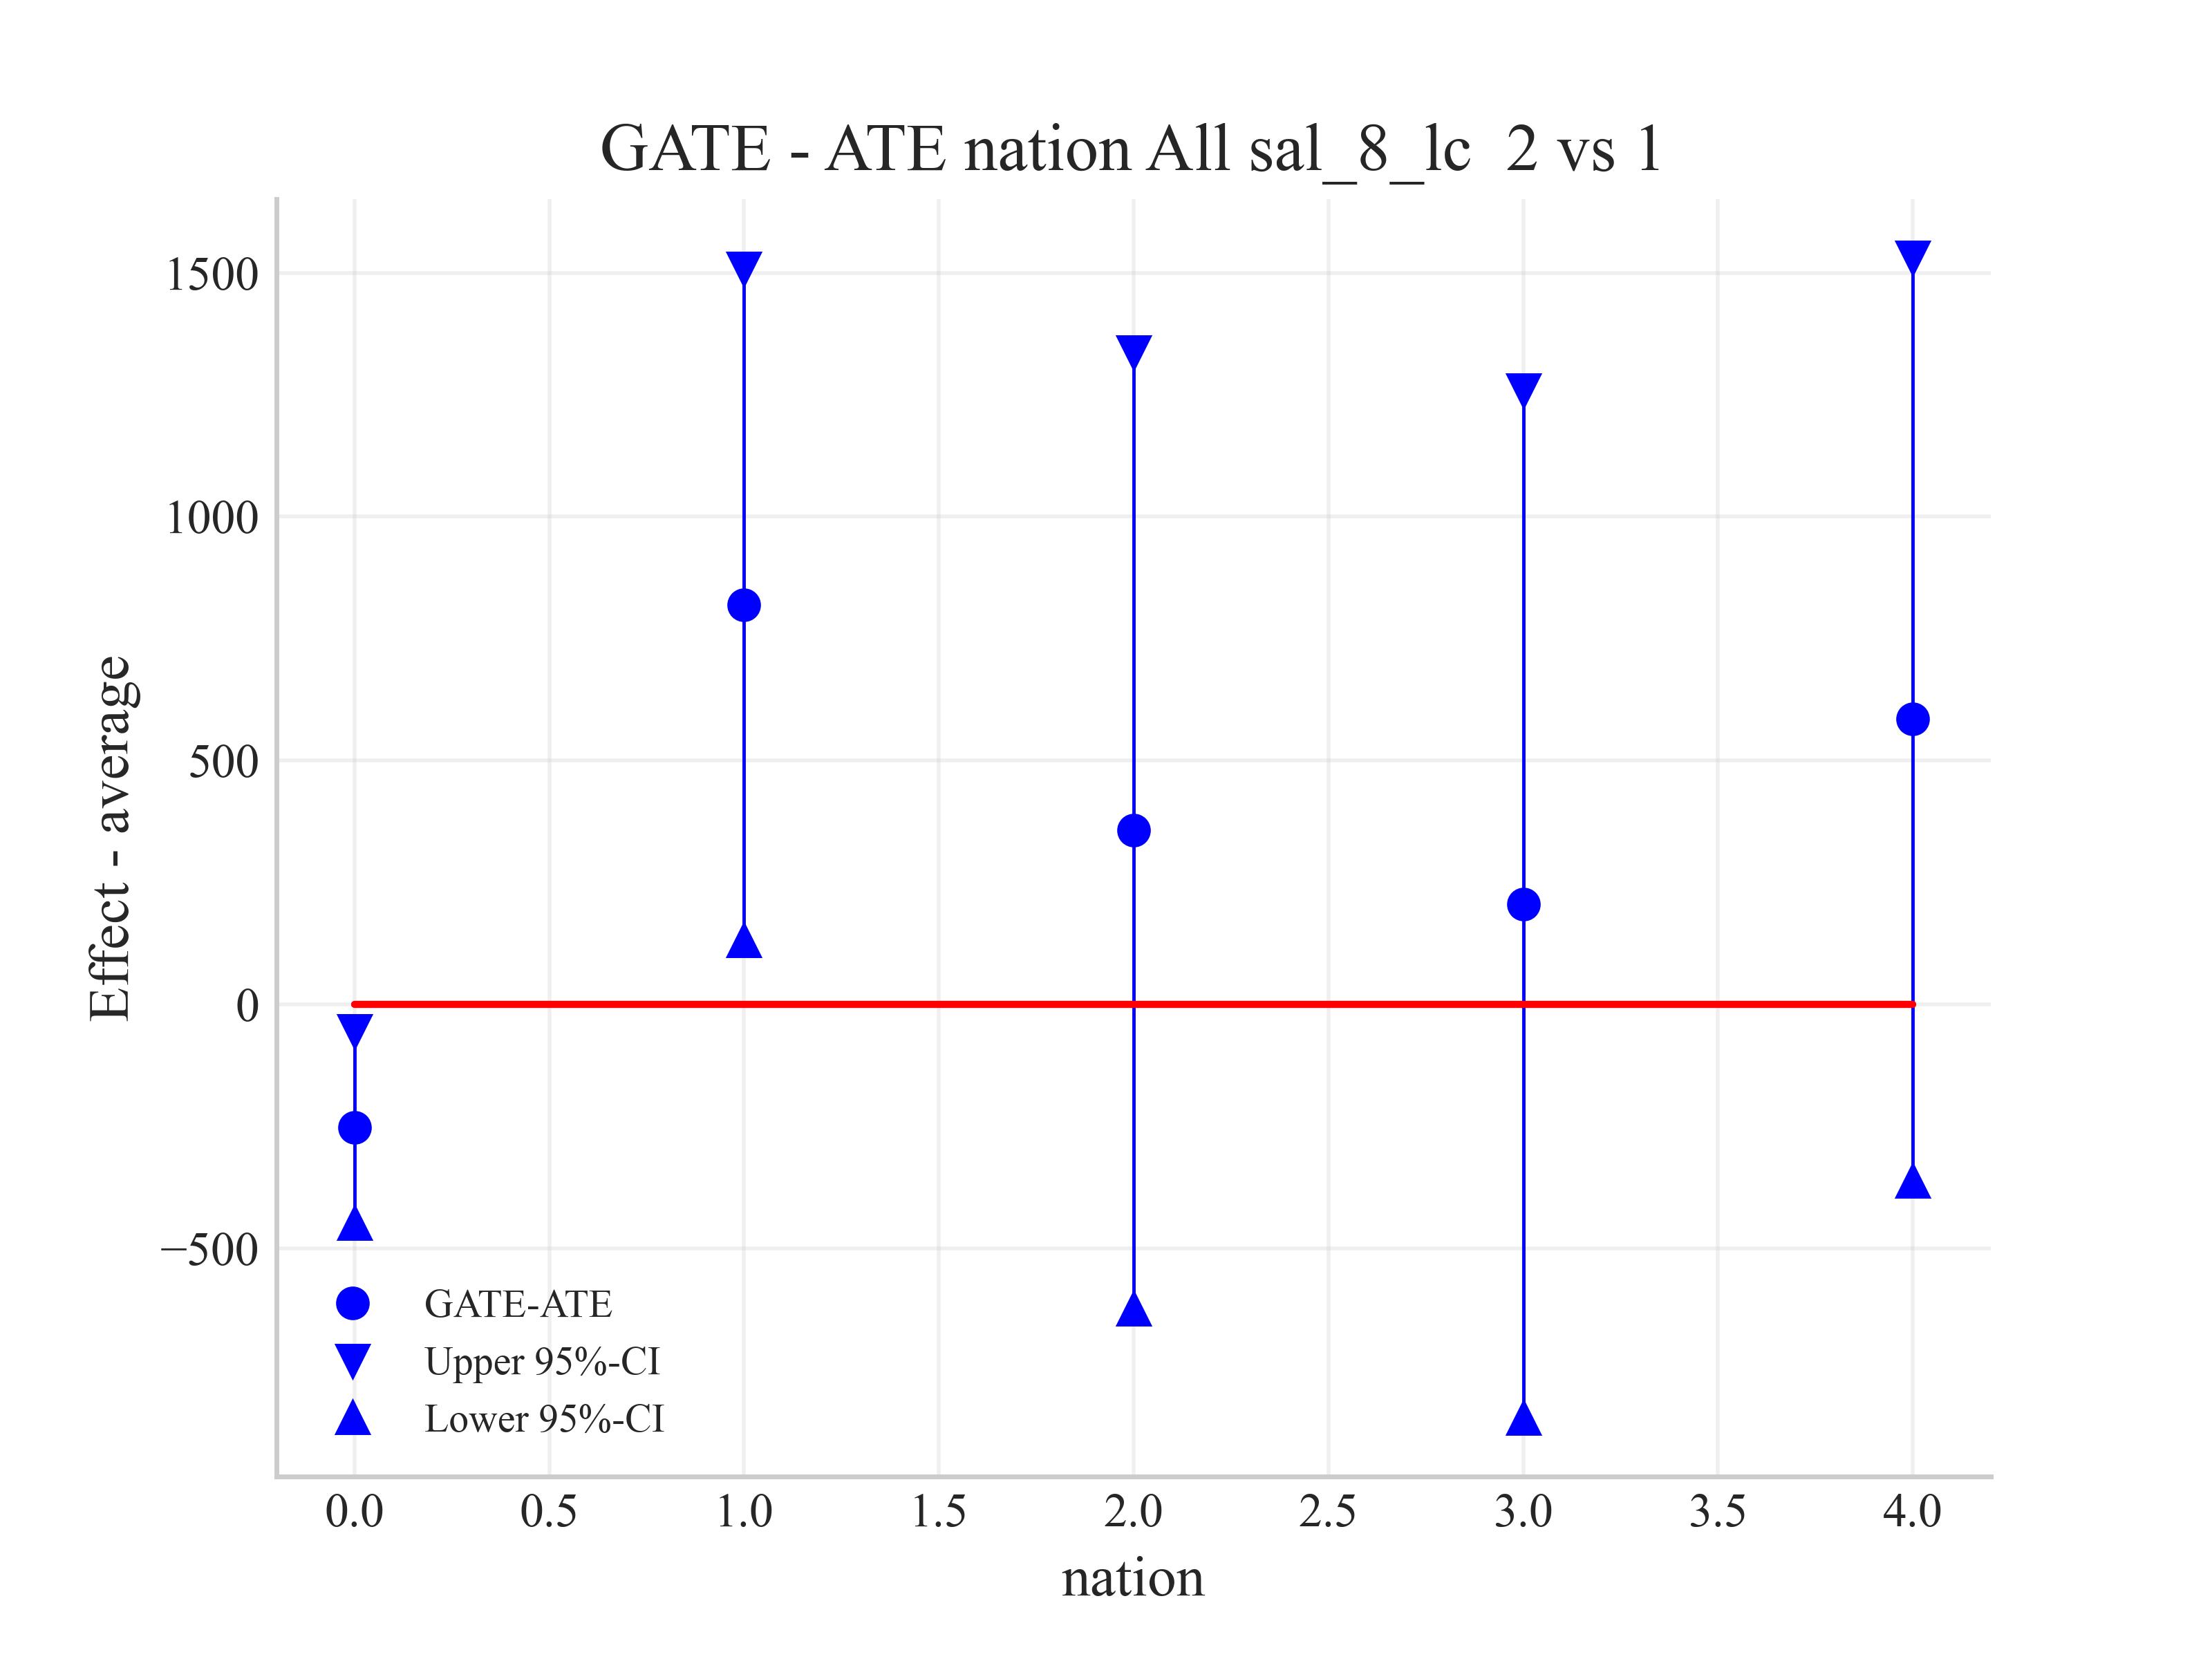 GATE - ATE nation All sal_8_lc  2 vs 1
Effect - average
1500
1000
500
0
−500
GATE-ATE
Upper 95%-CI
Lower 95%-CI
0.0 0.5 1.0 1.5 2.0 2.5 3.0 3.5 4.0
nation